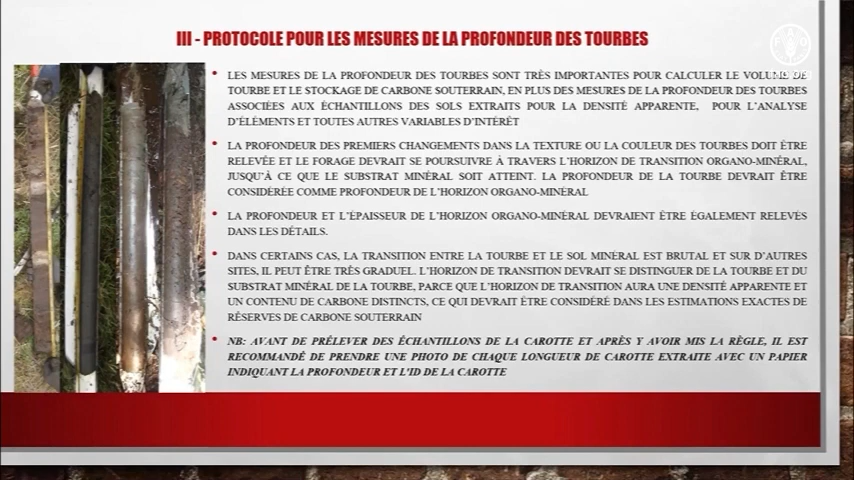 III - PROTOCOLE POUR LES MESURES DE LA PROFONDEUR DES TOURBES
• LES MESURES DE LA PROFONDEUR DES TOURBES SONT TRÈS IMPORTANTES POUR CALCULER LE VOLUME DE
TOURBE ET LE STOCKAGE DE CARBONE SOUTERRAIN, EN PLUS DES MESURES DE LA PROFONDEUR DES TOURBES
ASSOCIÉES AUX ÉCHANTILLONS DES SOLS EXTRAITS POUR LA DENSITÉ APPARENTE, POUR L'ANALYSE
D'ÉLÉMENTS ET TOUTES AUTRES VARIABLES D'INTÉRÊT
• LA PROFONDEUR DES PREMIERS CHANGEMENTS DANS LA TEXTURE OU LA COULEUR DES TOURBES DOIT ÊTRE
RELEVÉE ET LE FORAGE DEVRAIT SE POURSUIVRE À TRAVERS L'HORIZON DE TRANSITION ORGANO-MINÉRAL,
JUSQU'À CE QUE LE SUBSTRAT MINÉRAL SOIT ATTEINT. LA PROFONDEUR DE LA TOURBE DEVRAIT ÊTRE
CONSIDÉRÉE COMME PROFONDEUR DE L'HORIZON ORGANO-MINÉRAL
• LA PROFONDEUR ET L'ÉPAISSEUR DE L'HORIZON ORGANO-MINÉRAL DEVRAIENT ÊTRE ÉGALEMENT RELEVÉS
DANS LES DÉTAILS.
• DANS CERTAINS CAS, LA TRANSITION ENTRE LA TOURBE ET LE SOL MINÉRAL EST BRUTAL ET SUR D'AUTRES
SITES, IL PEUT ÊTRE TRÈS GRADUEL. L'HORIZON DE TRANSITION DEVRAIT SE DISTINGUER DE LA TOURBE ET DU
SUBSTRAT MINÉRAL DE LA TOURBE, PARCE QUE L'HORIZON DE TRANSITION AURA UNE DENSITÉ APPARENTE ET
UN CONTENU DE CARBONE DISTINCTS, CE QUI DEVRAIT ÊTRE CONSIDÉRÉ DANS LES ESTIMATIONS EXACTES DE
RÉSERVES DE CARBONE SOUTERRAIN
• NB: AVANT DE PRÉLEVER DES ÉCHANTILLONS DE LA CAROTTE ET APRÈS Y AVOIR MIS LA RÈGLE, IL EST
RECOMMANDÉ DE PRENDRE UNE PHOTO DE CHAQUE LONGUEUR DE CAROTTE EXTRAITE AVEC UN PAPIER
INDIQUANT LA PROFONDEUR ET L'ID DE LA CAROTTE